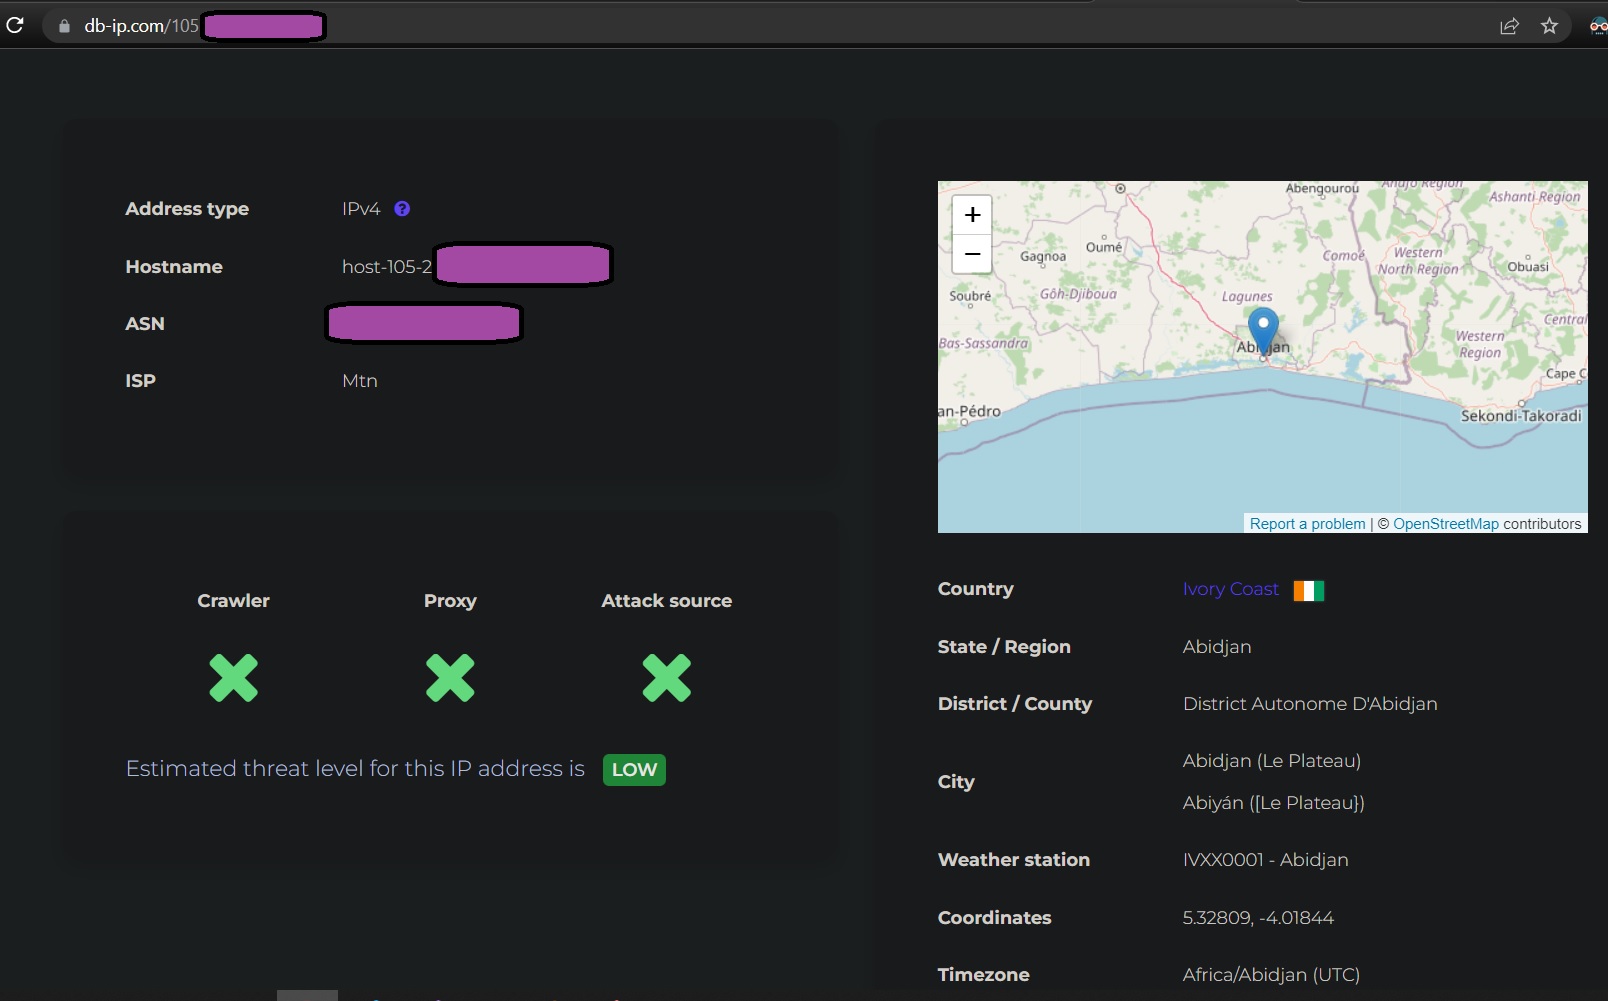 db-ip.com/105
Address type IPv4 ?
Hostname host-105-2
ASN
ISP Mtn
Crawler Proxy Attack source
Estimated threat level for this IP address is LOW
+
−
Abengourou
Anajo Region
Ashanti Region
Oumé
Gagnoa
Comoé
Western
North Region
Obuasi
Soubré
Gôh-Djiboua
Lagunes
Central
Bas-Sassandra
Abidjan
Western
Region
Cape C
an-Pédro
Sekondi-Takoradi
Report a problem | © OpenStreetMap contributors
Country Ivory Coast
State / Region Abidjan
District / County District Autonome D'Abidjan
City Abidjan (Le Plateau)
Abiyán ([Le Plateau})
Weather station IVXX0001 - Abidjan
Coordinates 5.32809, -4.01844
Timezone Africa/Abidjan (UTC)